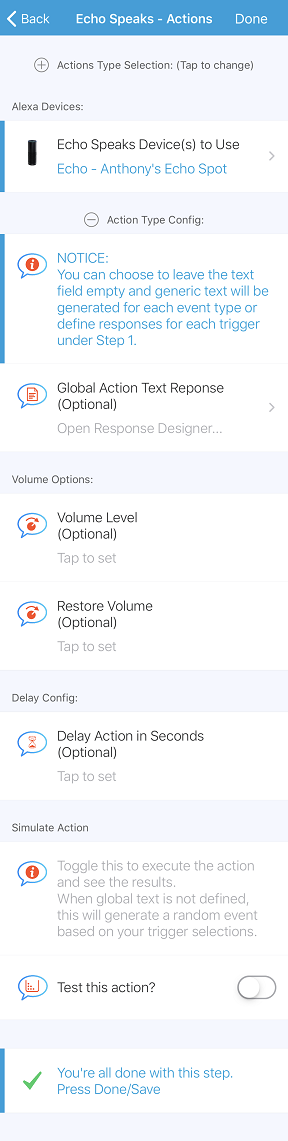 Back
Echo Speaks - Actions
Done
Actions Type Selection: (Tap to change)
Alexa Devices:
Echo Speaks Device(s) to Use
Echo - Anthony's Echo Spot
Action Type Config:
NOTICE:
You can choose to leave the text
field empty and generic text will be
generated for each event type or
define responses for each trigger
under Step 1.
Global Action Text Reponse
(Optional)
Open Response Designer...
Volume Options:
Volume Level
(Optional)
Tap to set
Restore Volume
(Optional)
Tap to set
Delay Config:
Delay Action in Seconds
(Optional)
Tap to set
Simulate Action
Toggle this to execute the action
and see the results.
When global text is not defined,
this will generate a random event
based on your trigger selections.
Test this action?
You're all done with this step.
Press Done/Save